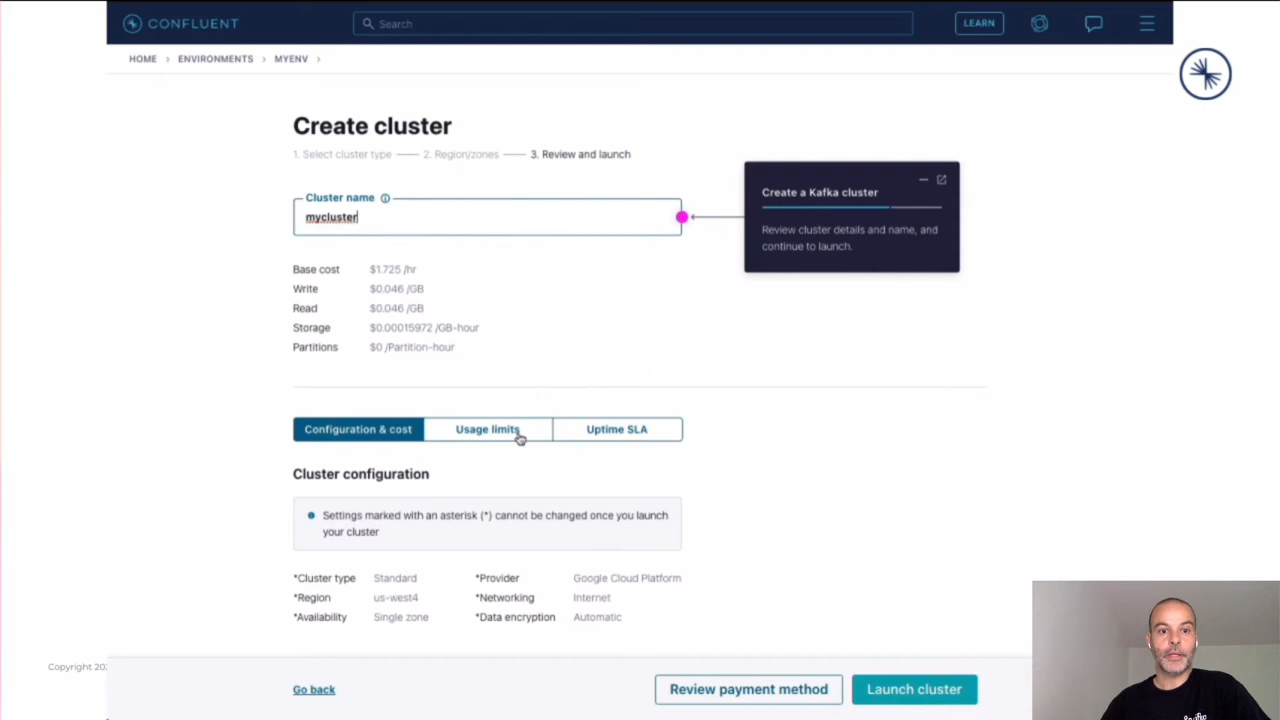 CONFLUENT
Search
LEARN
HOME > ENVIRONMENTS > MYENV >
Create cluster
1. Select cluster type — 2. Region/zones — 3. Review and launch
Cluster name
mycluster
Create a Kafka cluster
Review cluster details and name, and
continue to launch.
Base cost $1.725 /hr
Write $0.046 /GB
Read $0.046 /GB
Storage $0.00015972 /GB-hour
Partitions $0 /Partition-hour
Configuration & cost Usage limits Uptime SLA
Cluster configuration
Settings marked with an asterisk (*) cannot be changed once you launch
your cluster
*Cluster type Standard *Provider Google Cloud Platform
*Region us-west4 *Networking Internet
*Availability Single zone *Data encryption Automatic
Copyright 20
Go back Review payment method Launch cluster